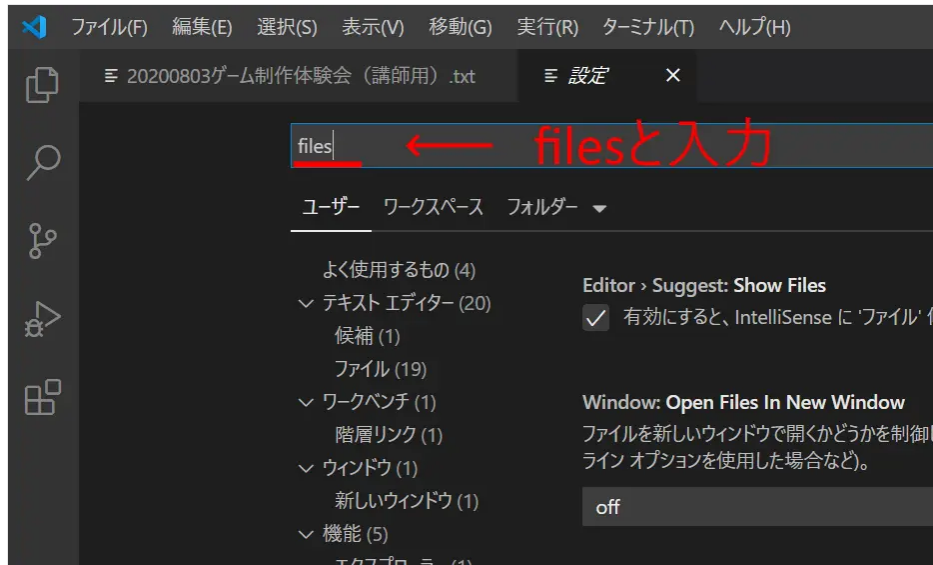 ファイル(F) 編集(E) 選択(S) 表示(V) 移動(G) 実行(R) ターミナル(T) ヘルプ(H)
20200803ゲーム制作体験会（講師用）.txt 設定
files filesと入力
ユーザー ワークスペース フォルダー
よく使用するもの (4)
テキスト エディター (20)
候補 (1)
ファイル (19)
ワークベンチ (1)
階層リンク (1)
ウィンドウ (1)
新しいウィンドウ (1)
機能 (5)
Editor › Suggest: Show Files
有効にすると、IntelliSense に 'ファイル'
Window: Open Files In New Window
ファイルを新しいウィンドウで開くかどうかを制御
ライン オプションを使用した場合など)。
off